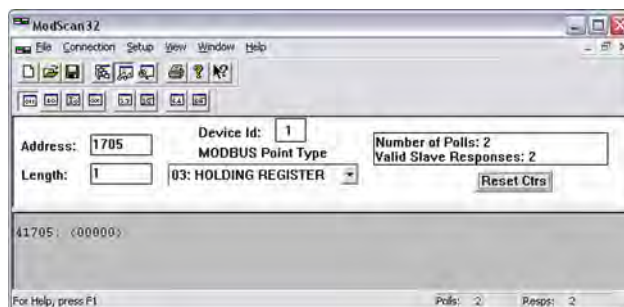 ModScan32
File Connection Setup View Window Help
Address: 1705
Device Id: 1
MODBUS Point Type
Length: 1
03: HOLDING REGISTER
Number of Polls: 2
Valid Slave Responses: 2
Reset Ctrs
41705: <00000>
For Help, press F1
Polls: 2
Resps: 2